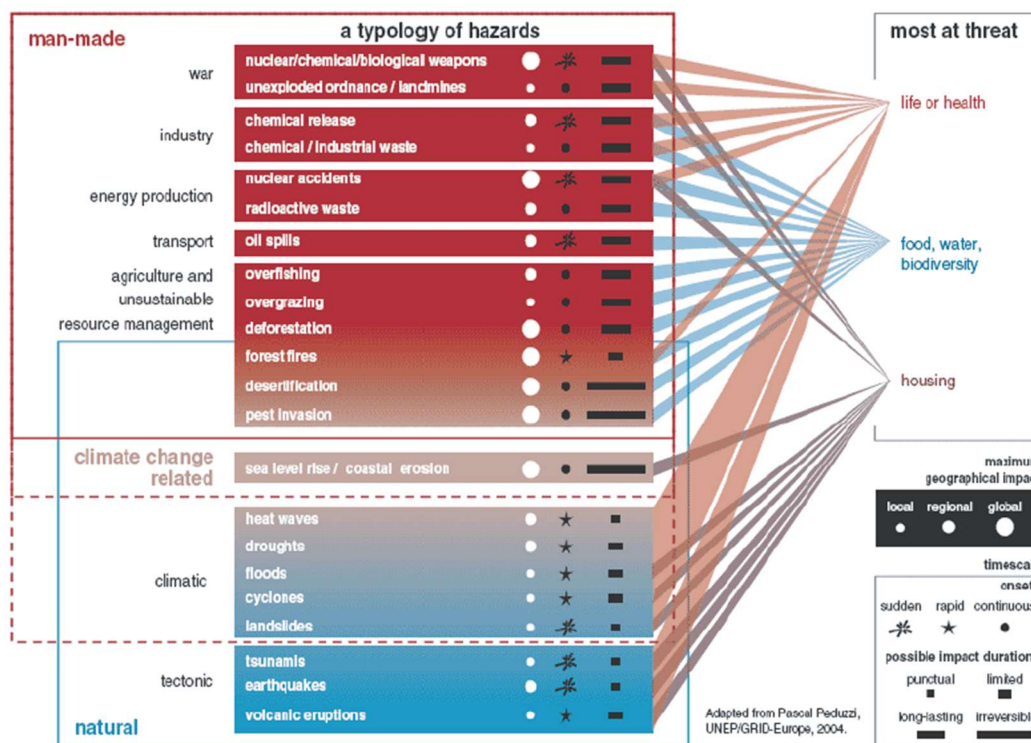 a typology of hazards
man-made
war
nuclear/chemical/biological weapons
unexploded ordnance / landmines
industry
chemical release
chemical / industrial waste
energy production
nuclear accidents
radioactive waste
transport
oil spills
agriculture and
unsustainable
resource management
overfishing
overgrazing
deforestation
forest fires
desertification
pest invasion
climate change
related
sea level rise / coastal erosion
climatic
heat waves
droughts
floods
cyclones
landslides
tectonic
tsunamis
earthquakes
volcanic eruptions
natural
most at threat
life or health
food, water,
biodiversity
housing
maximum
geographical impac
local regional global
timesca
onset
sudden rapid continuous
possible impact duration
punctual limited
long-lasting irreversibl
Adapted from Pascal Peduzzi,
UNEP/GRID-Europe, 2004.